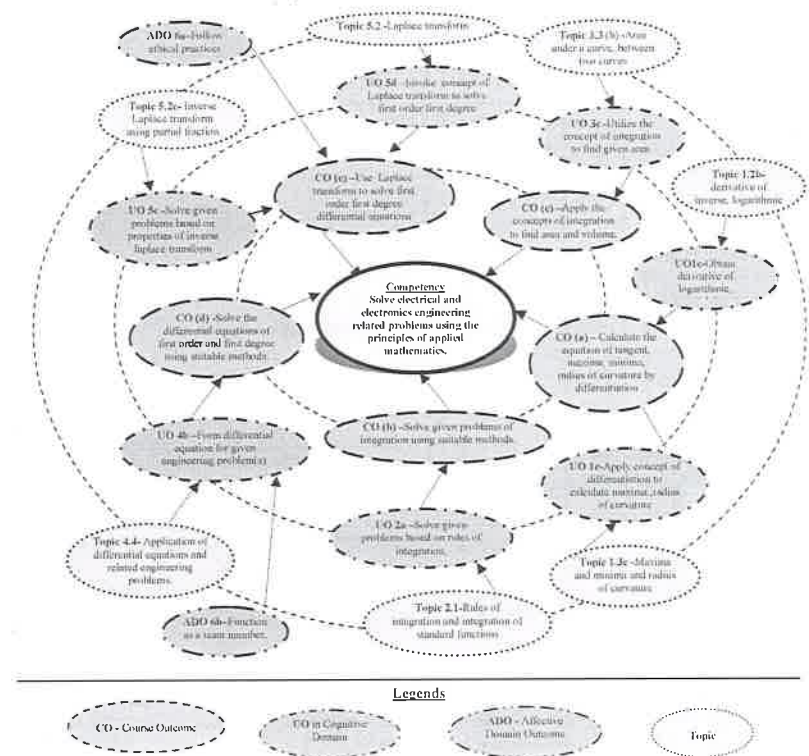 Topic 5.2 -Laplace transform
ADO 6a--Follow
ethical practices
Topic 3.3 (b) -Area
under a curve, between
two curves
UO 5d --Invoke concept of
Laplace transform to solve
first order first degree
Topic 5.2c- Inverse
Laplace transform
using partial fraction
UO 3c-Utilize the
concept of integration
to find given area
CO (e) --Use Laplace
transform to solve first
order first degree
differential equations
Topic 1.2b-
derivative of
inverse, logarithmic
UO 5c-Solve given
problems based on
properties of inverse
laplace transform
CO (c) --Apply the
concepts of integration
to find area and volume.
UO1c-Obtain
derivative of
logarithmic.
Competency
Solve electrical and
electronics engineering
related problems using the
principles of applied
mathematics.
CO (d) -Solve the
differential equations of
first order and first degree
using suitable methods.
CO (a) -- Calculate the
equation of tangent,
maxima, minima,
radius of curvature by
differentiation
UO 4b -Form differential
equation for given
engineering problem(s)
CO (b) --Solve given problems of
integration using suitable methods.
UO 1e-Apply concept of
differentiation to
calculate maxima, radius
of curvature
UO 2a --Solve given
problems based on rules of
integration.
Topic 4.4- Application of
differential equations and
related engineering
problems.
Topic 1.3c -Maxima
and minima and radius
of curvature
ADO 6b--Function
as a team member.
Topic 2.1-Rules of
integration and integration of
standard functions
Legends
CO - Course Outcome
UO in Cognitive
Domain
ADO - Affective
Domain Outcome
Topic